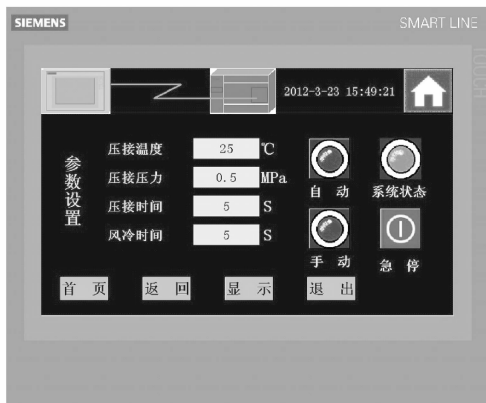 SIEMENS
SMART LINE
TOUCH
2012-3-23 15:49:21
参数设置
压接温度 25 ℃
压接压力 0.5 MPa
压接时间 5 S
风冷时间 5 S
自 动
系统状态
手 动
急 停
首 页 返 回 显 示 退 出